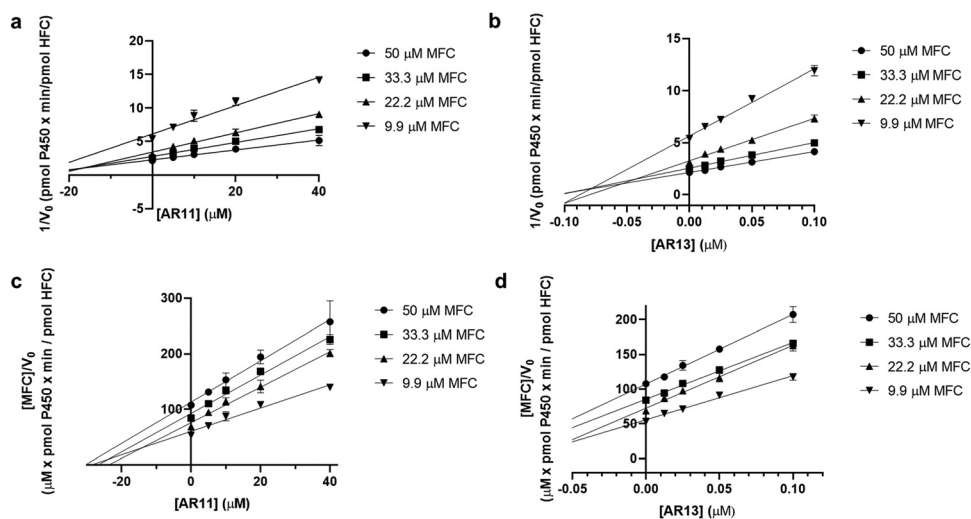 a
1/V0 (pmol P450 x min/pmol HFC)
15
10
5
-5
-20
0
20
40
[AR11] (µM)
50 µM MFC
33.3 µM MFC
22.2 µM MFC
9.9 µM MFC
b
1/V0 (pmol P450 x min/pmol HFC)
15
10
5
0
-0.10
-0.05
0.00
0.05
0.10
[AR13] (µM)
50 µM MFC
33.3 µM MFC
22.2 µM MFC
9.9 µM MFC
c
[MFC]/V0
(µM x pmol P450 x min / pmol HFC)
300
200
100
-20
0
20
40
[AR11] (µM)
50 µM MFC
33.3 µM MFC
22.2 µM MFC
9.9 µM MFC
d
[MFC]/V0
(µM x pmol P450 x min / pmol HFC)
200
150
100
50
0
-0.05
0.00
0.05
0.10
[AR13] (µM)
50 µM MFC
33.3 µM MFC
22.2 µM MFC
9.9 µM MFC